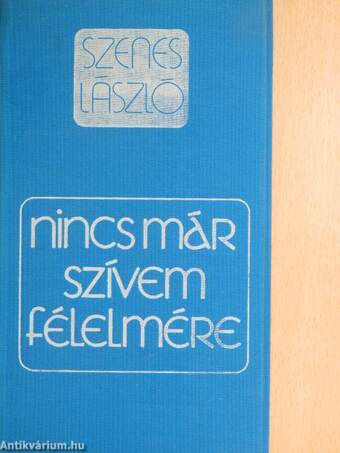 SZENES
LÁSZLÓ
nincs már
szívem
félelmére
Antikvárium.hu